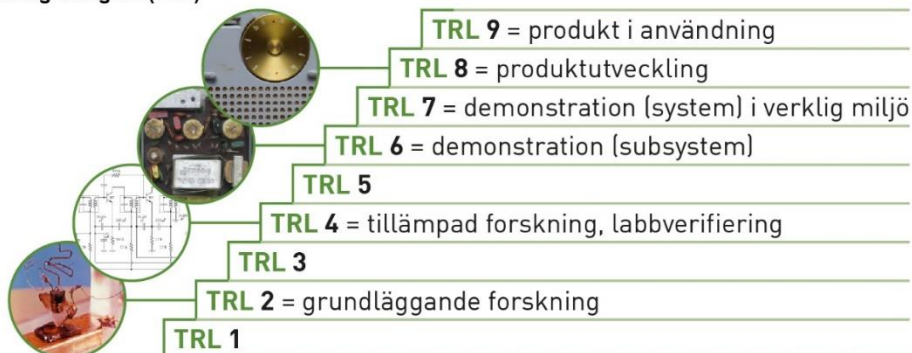 TRL 9 = produkt i användning
TRL 8 = produktutveckling
TRL 7 = demonstration (system) i verklig miljö
TRL 6 = demonstration (subsystem)
TRL 5
TRL 4 = tillämpad forskning, labbverifiering
TRL 3
TRL 2 = grundläggande forskning
TRL 1